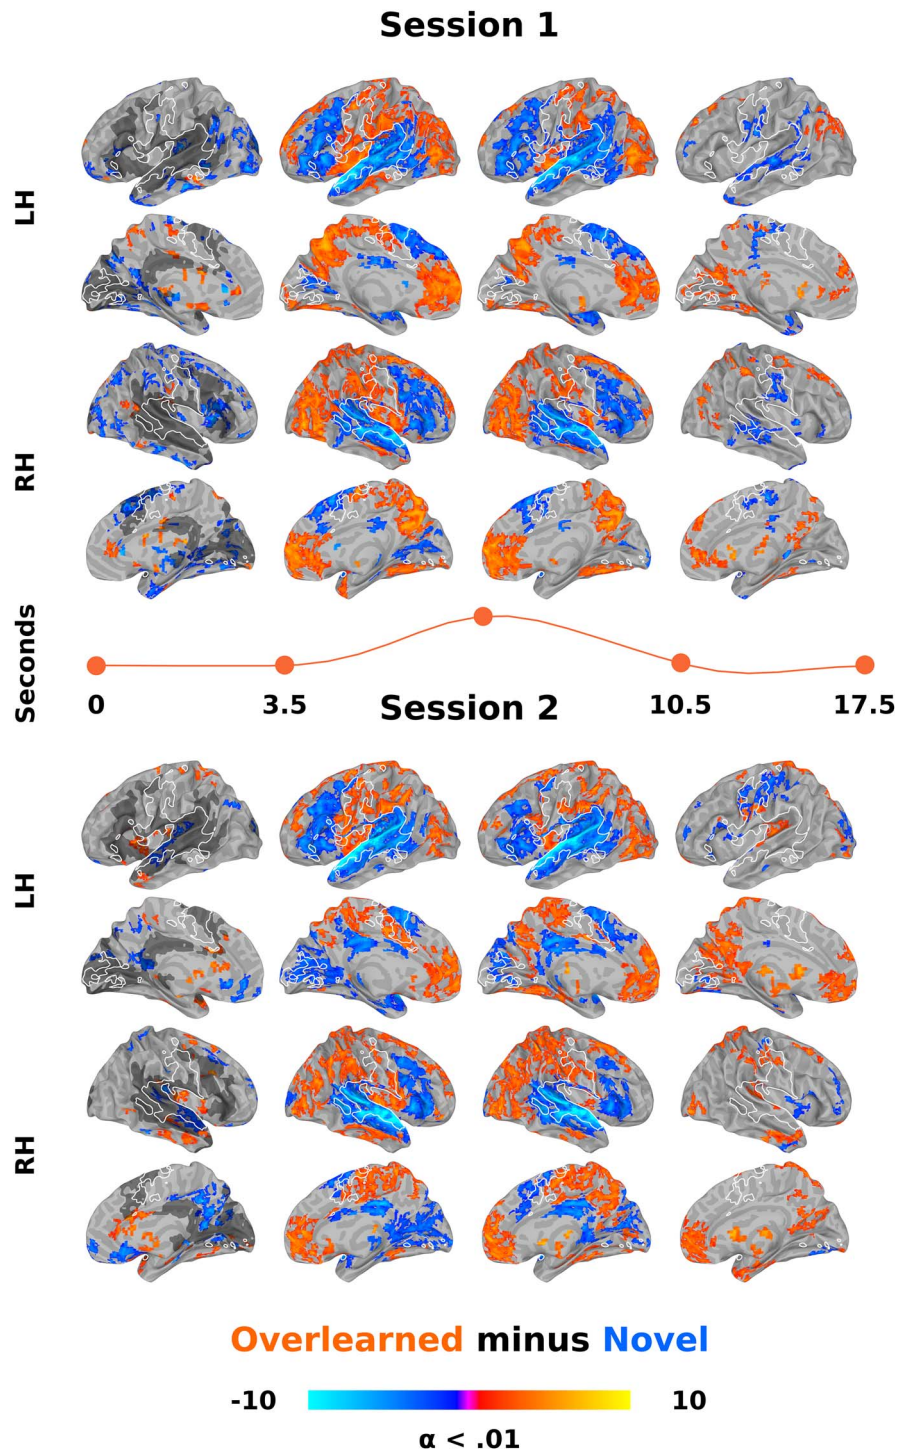 Session 1
LH
RH
Seconds
0 3.5 10.5 17.5
Session 2
LH
RH
Overlearned minus Novel
-10 10
α < .01